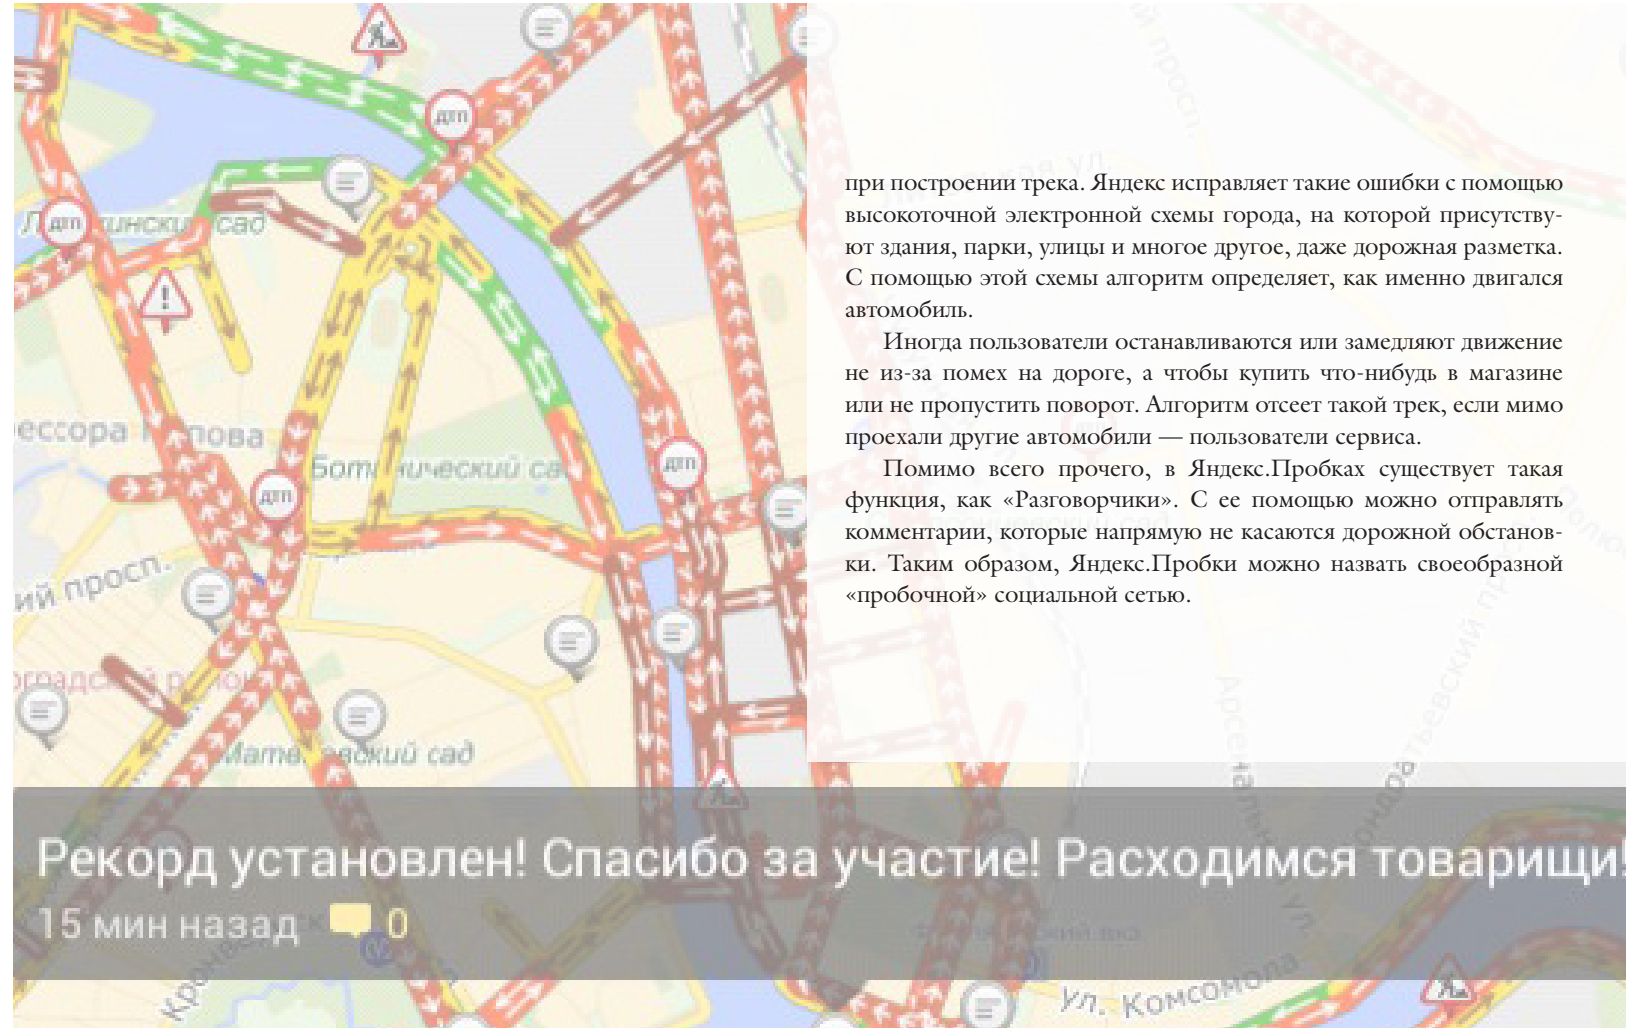 ДТП
ДТП
сад
пова
ДТП
Бота
нический са
ДТП
ий просп.
Мате
вский сад
при построении трека. Яндекс исправляет такие ошибки с помощью
высокоточной электронной схемы города, на которой присутству-
ют здания, парки, улицы и многое другое, даже дорожная разметка.
С помощью этой схемы алгоритм определяет, как именно двигался
автомобиль.
Иногда пользователи останавливаются или замедляют движение
не из-за помех на дороге, а чтобы купить что-нибудь в магазине
или не пропустить поворот. Алгоритм отсеет такой трек, если мимо
проехали другие автомобили — пользователи сервиса.
Помимо всего прочего, в Яндекс.Пробках существует такая
функция, как «Разговорчики». С ее помощью можно отправлять
комментарии, которые напрямую не касаются дорожной обстанов-
ки. Таким образом, Яндекс.Пробки можно назвать своеобразной
«пробочной» социальной сетью.
Рекорд установлен! Спасибо за участие! Расходимся товарищи!
15 мин назад 0
ул. Комсомола